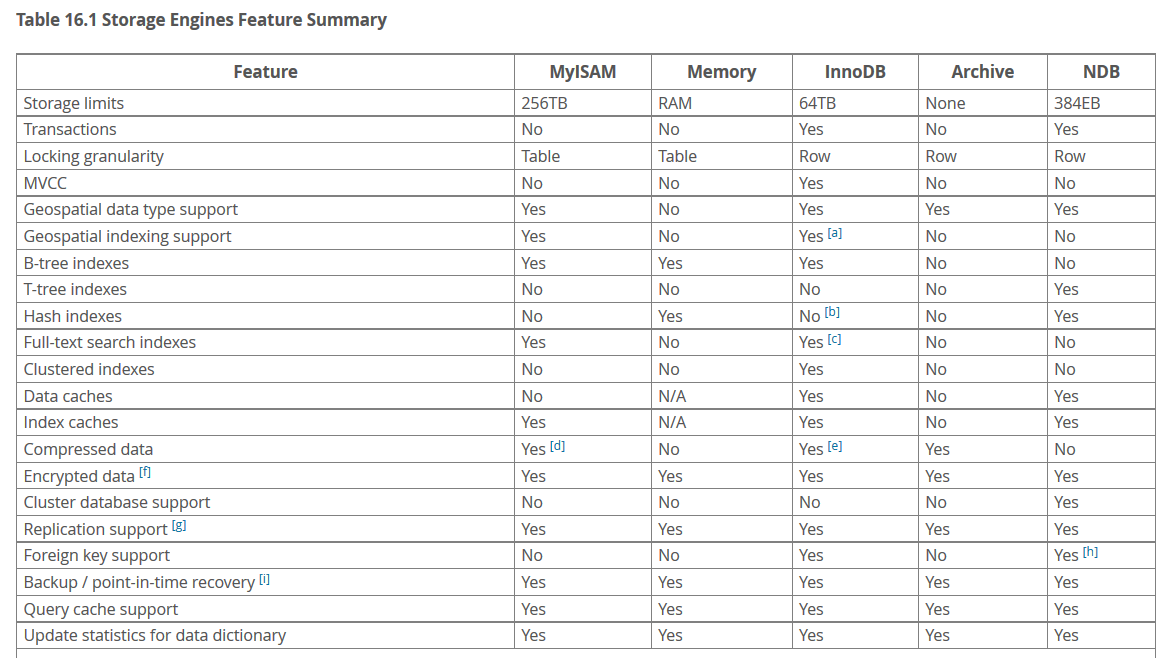 Table 16.1 Storage Engines Feature Summary
Feature MyISAM Memory InnoDB Archive NDB
Storage limits 256TB RAM 64TB None 384EB
Transactions No No Yes No Yes
Locking granularity Table Table Row Row Row
MVCC No No Yes No No
Geospatial data type support Yes No Yes Yes Yes
Geospatial indexing support Yes No Yes [a] No No
B-tree indexes Yes Yes Yes No No
T-tree indexes No No No No Yes
Hash indexes No Yes No [b] No Yes
Full-text search indexes Yes No Yes [c] No No
Clustered indexes No No Yes No No
Data caches No N/A Yes No Yes
Index caches Yes N/A Yes No Yes
Compressed data Yes [d] No Yes [e] Yes No
Encrypted data [f] Yes Yes Yes Yes Yes
Cluster database support No No No No Yes
Replication support [g] Yes Yes Yes Yes Yes
Foreign key support No No Yes No Yes [h]
Backup / point-in-time recovery [i] Yes Yes Yes Yes Yes
Query cache support Yes Yes Yes Yes Yes
Update statistics for data dictionary Yes Yes Yes Yes Yes